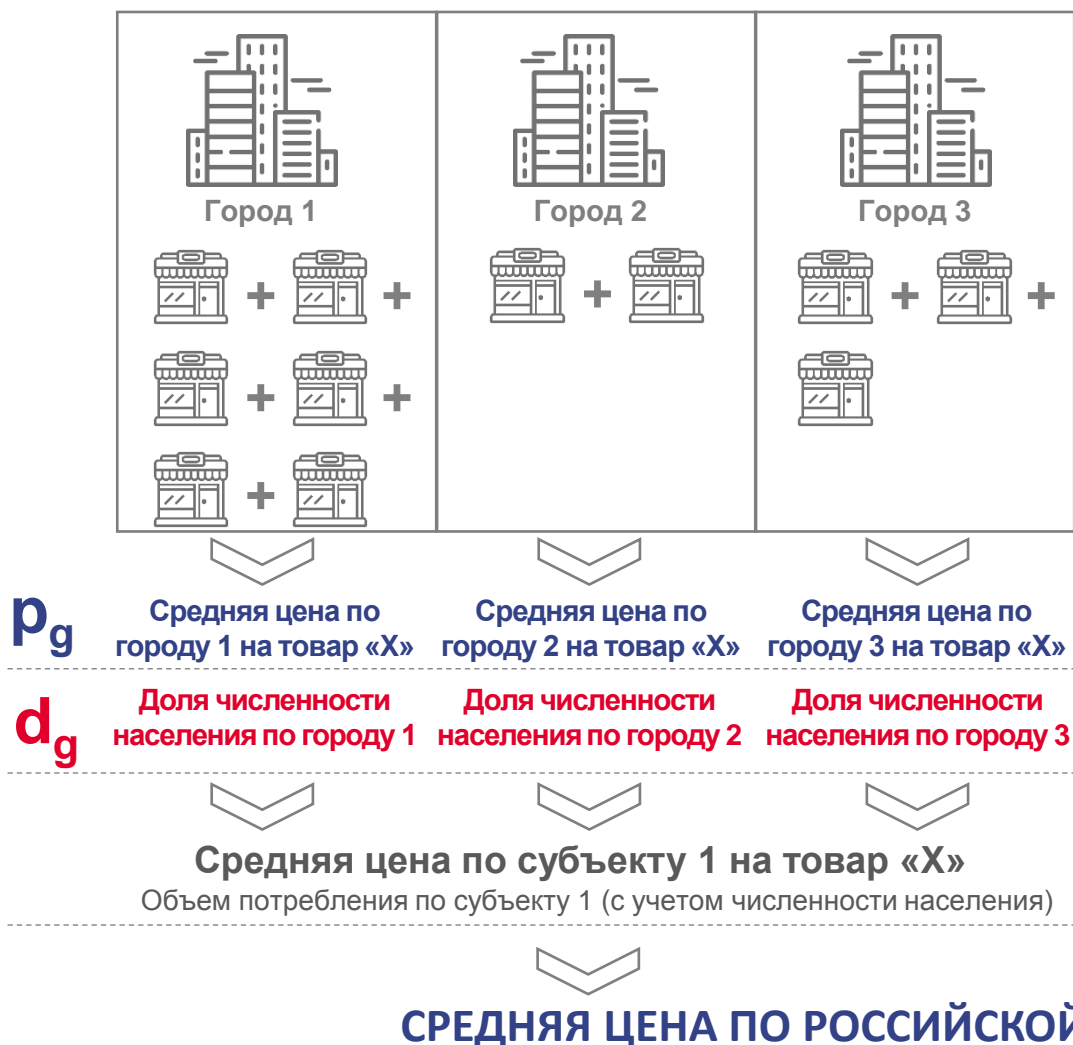 Город 1
Город 2
Город 3
+ +
+
+ +
+ +
+
+
p_g
Средняя цена по
городу 1 на товар «X»
Средняя цена по
городу 2 на товар «X»
Средняя цена по
городу 3 на товар «X»
d_g
Доля численности
населения по городу 1
Доля численности
населения по городу 2
Доля численности
населения по городу 3
Средняя цена по субъекту 1 на товар «X»
Объем потребления по субъекту 1 (с учетом численности населения)
СРЕДНЯЯ ЦЕНА ПО РОССИЙСКОЙ